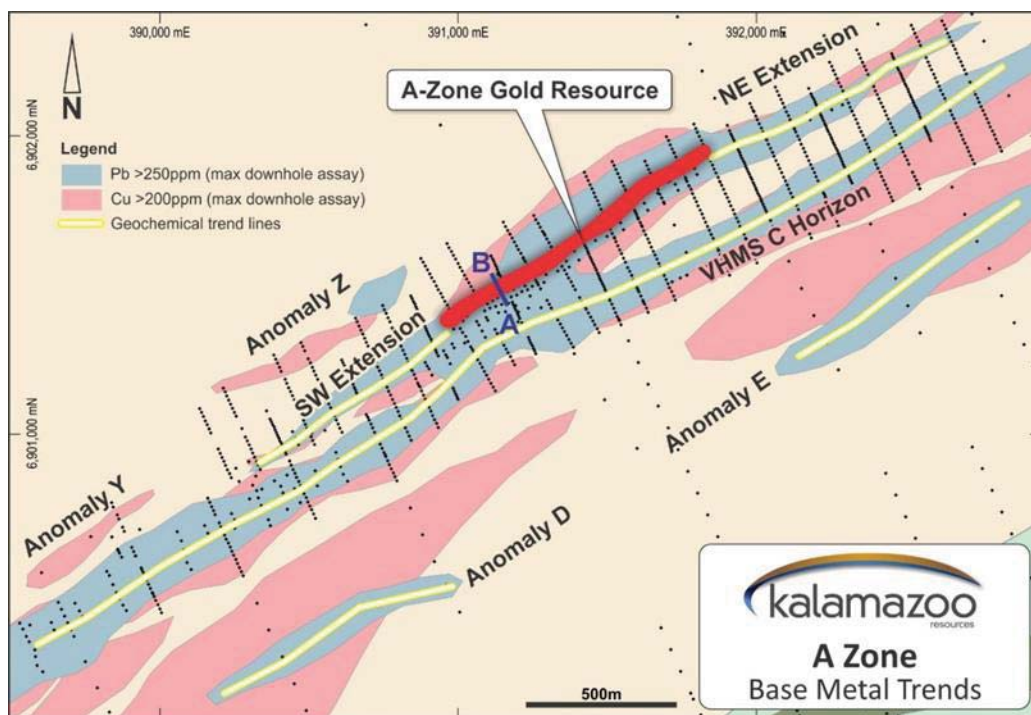 390,000 mE
391,000 mE
392,000 mE
N
6,902,000 mN
6,901,000 mN
Legend
Pb >250ppm (max downhole assay)
Cu >200ppm (max downhole assay)
Geochemical trend lines
A-Zone Gold Resource
NE Extension
VHMS C Horizon
B
A
Anomaly Z
SW Extension
Anomaly E
Anomaly Y
Anomaly D
500m
kalamazoo
resources
A Zone
Base Metal Trends